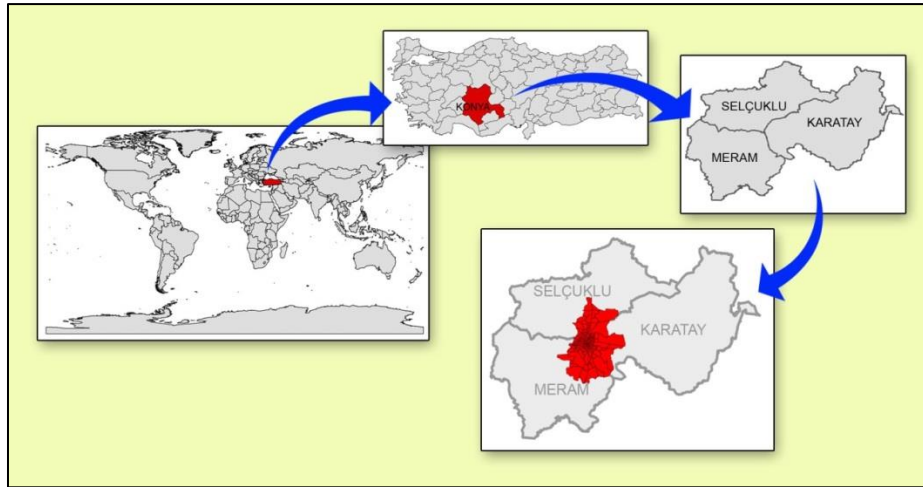 KONYA
SELÇUKLU
KARATAY
MERAM
SELÇUKLU
KARATAY
MERAM